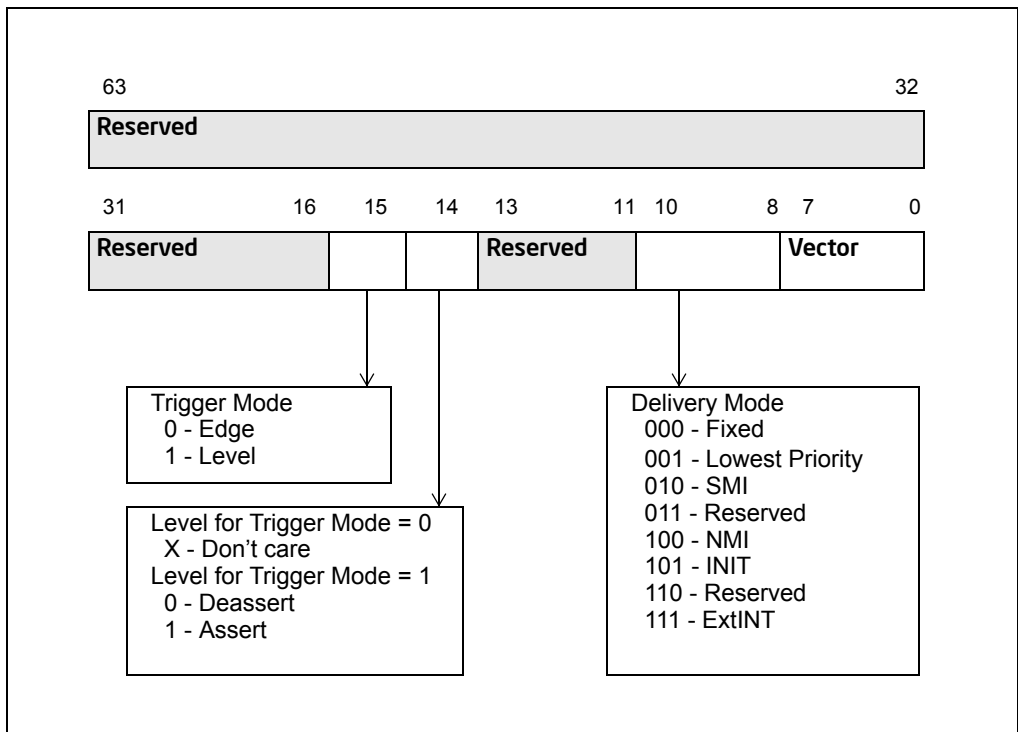 63 32
Reserved
31 16 15 14 13 11 10 8 7 0
Reserved Reserved Vector
Trigger Mode
0 - Edge
1 - Level
Level for Trigger Mode = 0
X - Don’t care
Level for Trigger Mode = 1
0 - Deassert
1 - Assert
Delivery Mode
000 - Fixed
001 - Lowest Priority
010 - SMI
011 - Reserved
100 - NMI
101 - INIT
110 - Reserved
111 - ExtINT